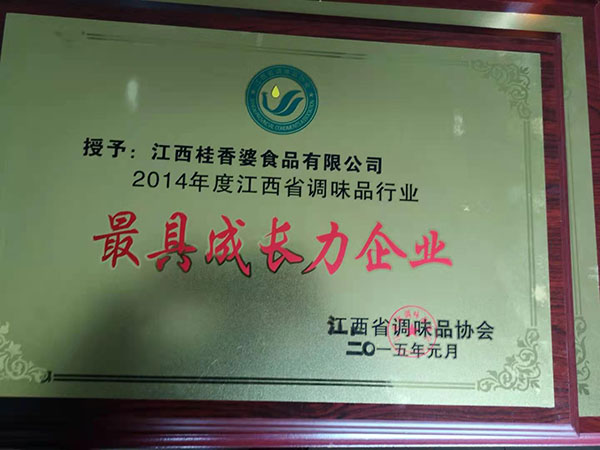 授予：江西桂香婆食品有限公司
2014年度江西省调味品行业
最具成长力企业
江西省调味品协会
二〇一五年元月